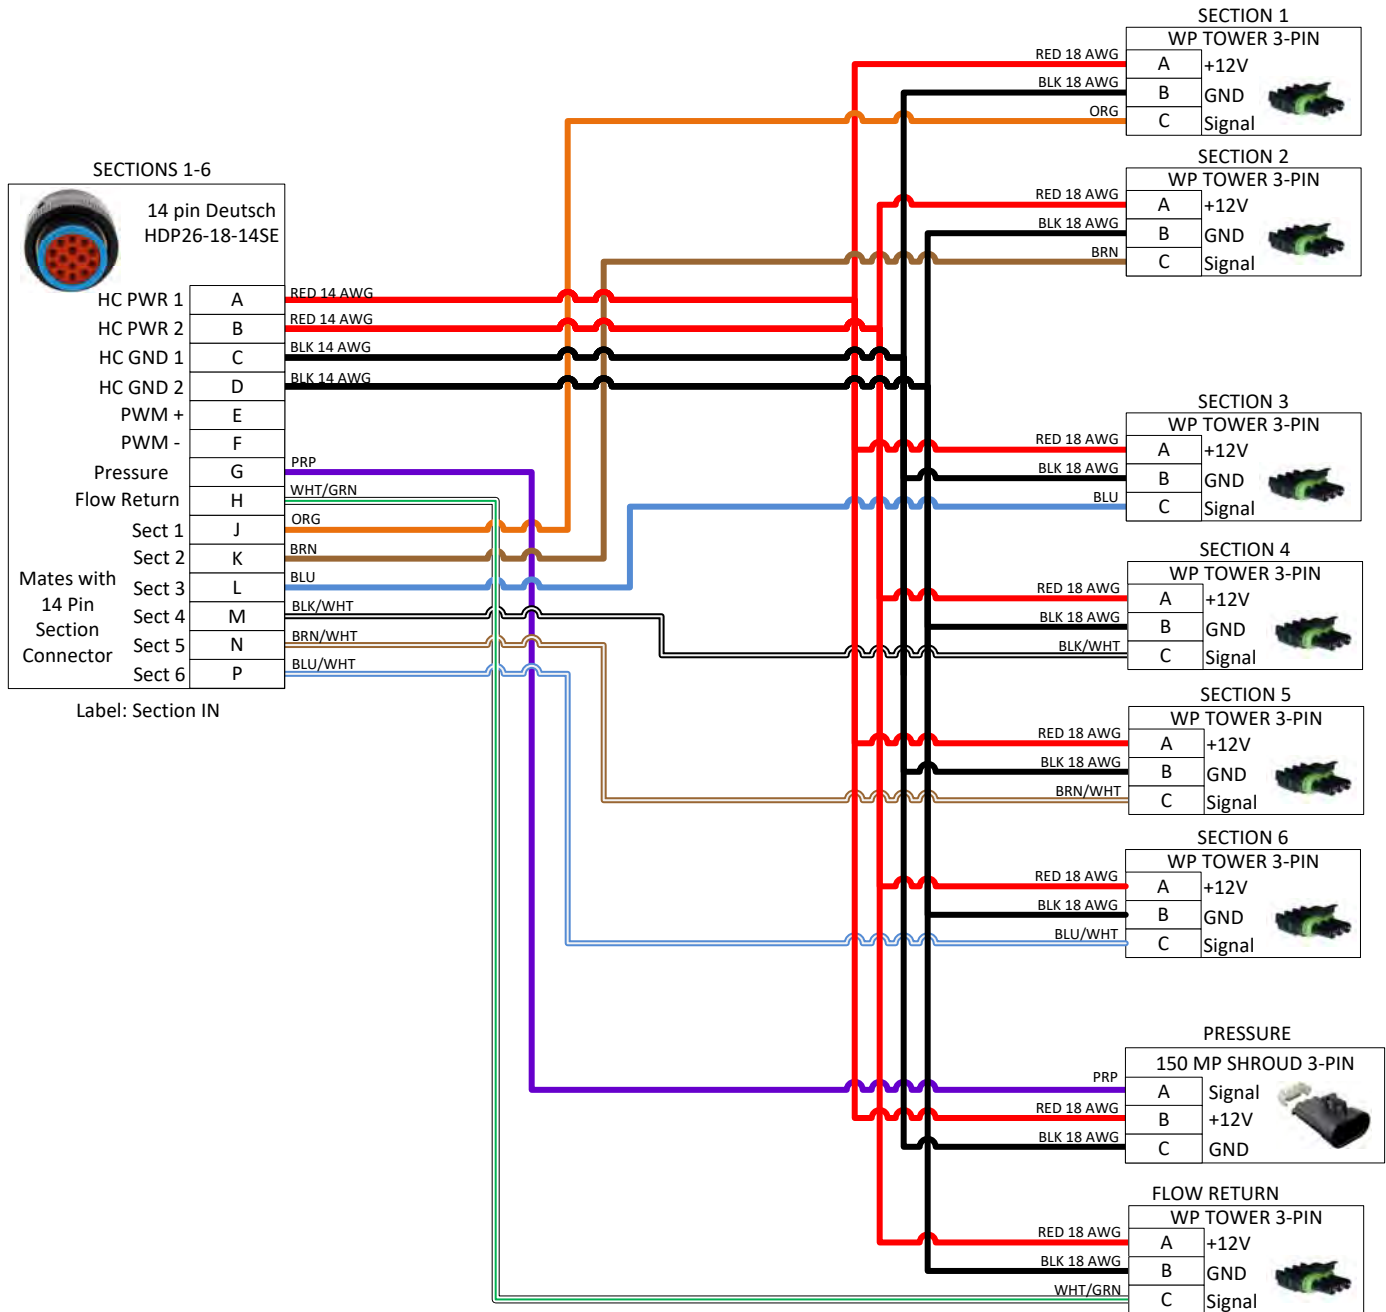 SECTIONS 1-6
14 pin Deutsch
HDP26-18-14SE
HC PWR 1 A RED 14 AWG
HC PWR 2 B RED 14 AWG
HC GND 1 C BLK 14 AWG
HC GND 2 D BLK 14 AWG
PWM + E
PWM - F
Pressure G PRP
Flow Return H WHT/GRN
Sect 1 J ORG
Sect 2 K BRN
Sect 3 L BLU
Sect 4 M BLK/WHT
Sect 5 N BRN/WHT
Sect 6 P BLU/WHT
Mates with
14 Pin
Section
Connector
Label: Section IN
SECTION 1
WP TOWER 3-PIN
RED 18 AWG A +12V
BLK 18 AWG B GND
ORG C Signal
SECTION 2
WP TOWER 3-PIN
RED 18 AWG A +12V
BLK 18 AWG B GND
BRN C Signal
SECTION 3
WP TOWER 3-PIN
RED 18 AWG A +12V
BLK 18 AWG B GND
BLU C Signal
SECTION 4
WP TOWER 3-PIN
RED 18 AWG A +12V
BLK 18 AWG B GND
BLK/WHT C Signal
SECTION 5
WP TOWER 3-PIN
RED 18 AWG A +12V
BLK 18 AWG B GND
BRN/WHT C Signal
SECTION 6
WP TOWER 3-PIN
RED 18 AWG A +12V
BLK 18 AWG B GND
BLU/WHT C Signal
PRESSURE
150 MP SHROUD 3-PIN
PRP A Signal
RED 18 AWG B +12V
BLK 18 AWG C GND
FLOW RETURN
WP TOWER 3-PIN
RED 18 AWG A +12V
BLK 18 AWG B GND
WHT/GRN C Signal